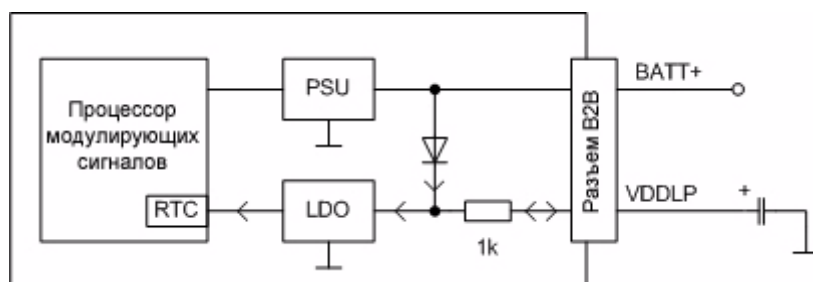 Процессор
модулирующих
сигналов
RTC
PSU
LDO
1k
Разъем B2B
BATT+
VDDLP
+